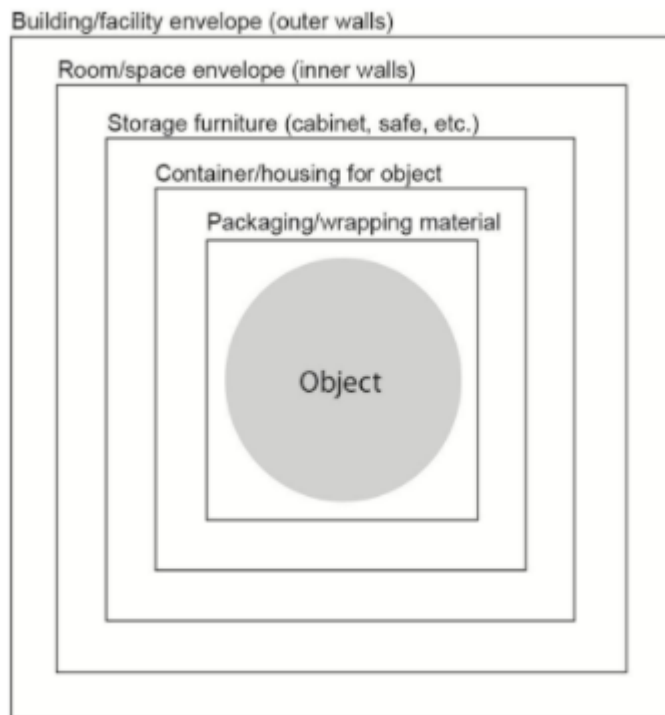 Building/facility envelope (outer walls)
Room/space envelope (inner walls)
Storage furniture (cabinet, safe, etc.)
Container/housing for object
Packaging/wrapping material
Object